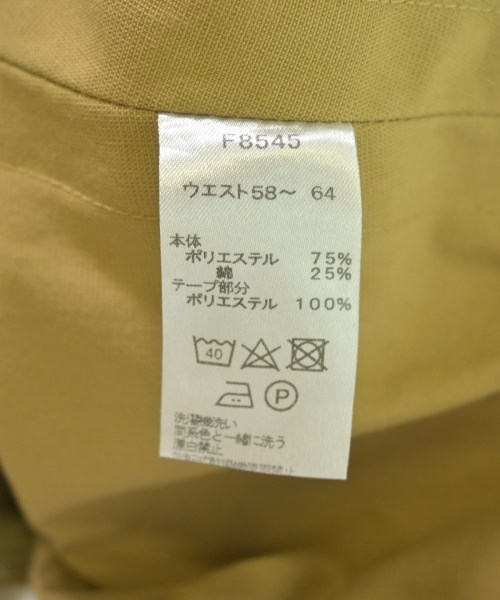 F8545
ウエスト58～ 64
本体
ポリエステル 75%
綿 25%
テープ部分
ポリエステル 100%
40
P
洗濯機洗い
同系色と一緒に洗う
漂白禁止